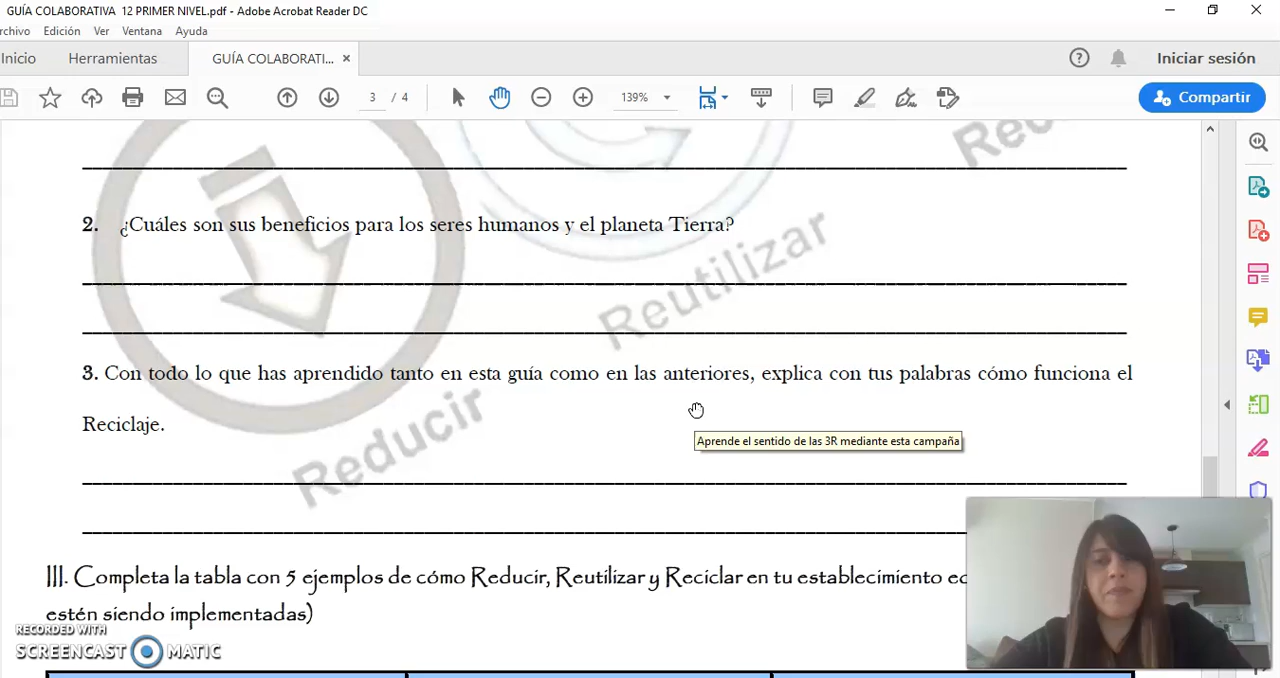 GUÍA COLABORATIVA 12 PRIMER NIVEL.pdf - Adobe Acrobat Reader DC
rchivo Edición Ver Ventana Ayuda
Inicio Herramientas GUÍA COLABORATI... Iniciar sesión
3 / 4 139% Compartir
2. ¿Cuáles son sus beneficios para los seres humanos y el planeta Tierra?
Reutilizar
3. Con todo lo que has aprendido tanto en esta guía como en las anteriores, explica con tus palabras cómo funciona el
Reciclaje.
Aprende el sentido de las 3R mediante esta campaña
Reducir
III. Completa la tabla con 5 ejemplos de cómo Reducir, Reutilizar y Reciclar en tu establecimiento
estén siendo implementadas)
RECORDED WITH
SCREENCAST MATIC